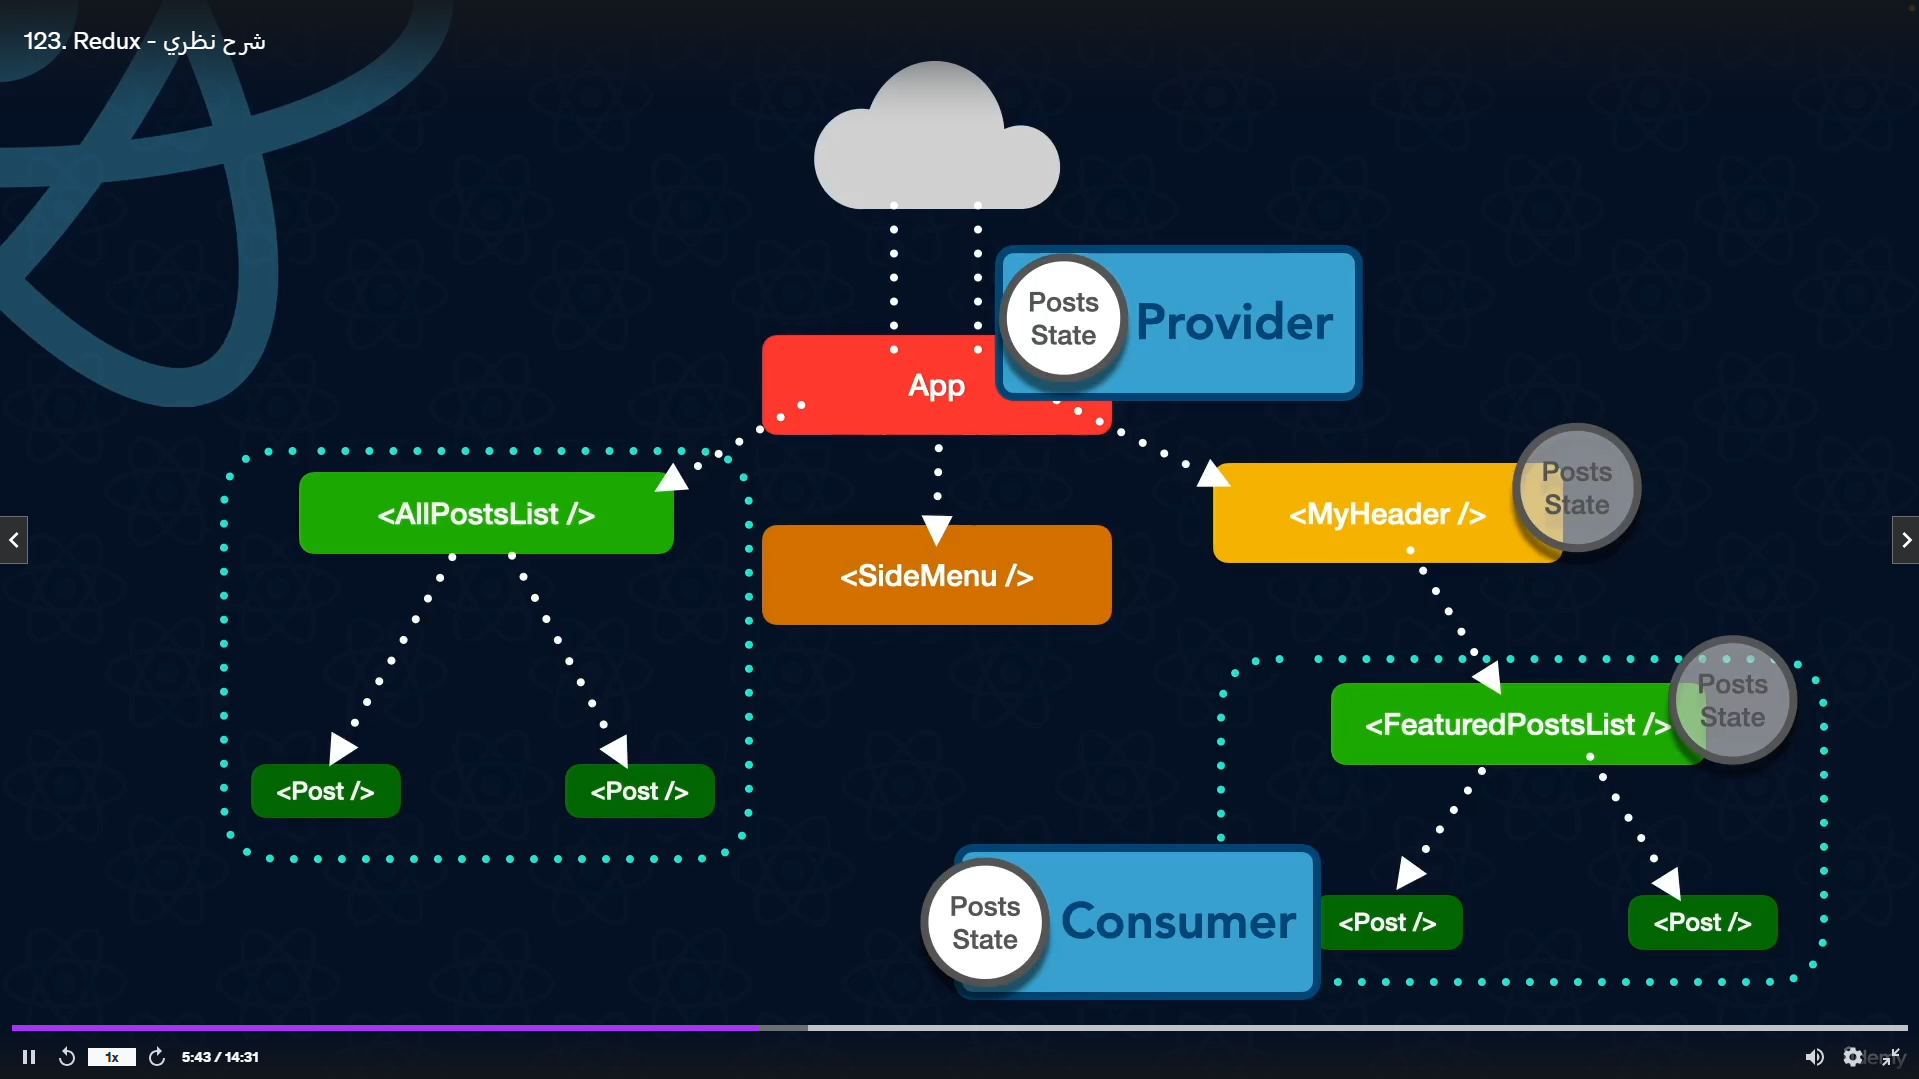 123. Redux - شرح نظري
Posts
State
Provider
App
Posts
State
<AllPostsList />
<MyHeader />
<SideMenu />
Posts
State
<FeaturedPostsList />
<Post />
<Post />
Posts
State
Consumer
<Post />
<Post />
1x
5:43 / 14:31